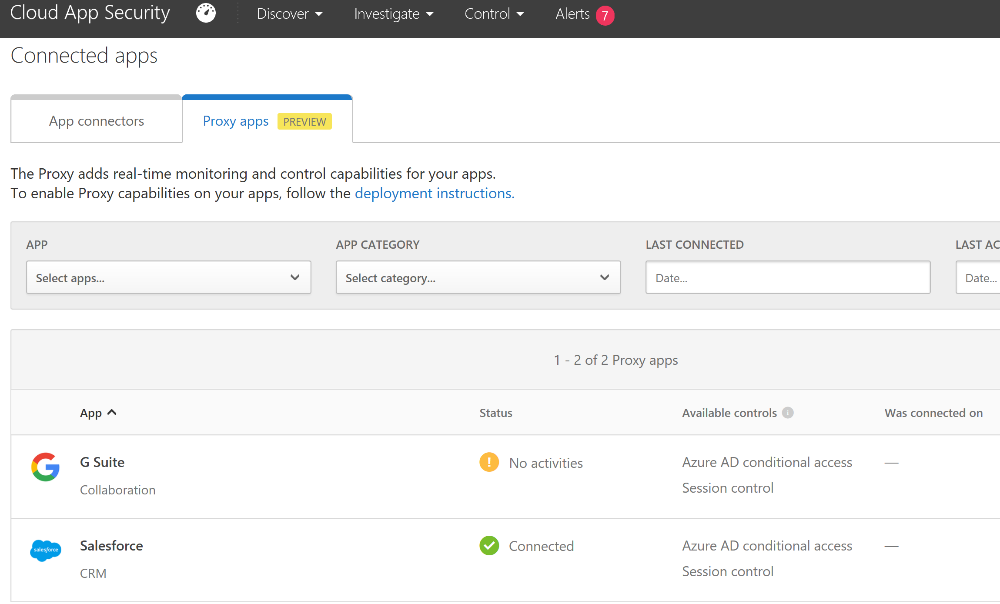 Cloud App Security Discover Investigate Control Alerts 7
Connected apps
App connectors Proxy apps PREVIEW
The Proxy adds real-time monitoring and control capabilities for your apps.
To enable Proxy capabilities on your apps, follow the deployment instructions.
APP APP CATEGORY LAST CONNECTED LAST AC
Select apps... Select category... Date... Date...
1 - 2 of 2 Proxy apps
App Status Available controls i Was connected on
G Suite ! No activities Azure AD conditional access —
Collaboration Session control
salesforce Salesforce Connected Azure AD conditional access —
CRM Session control